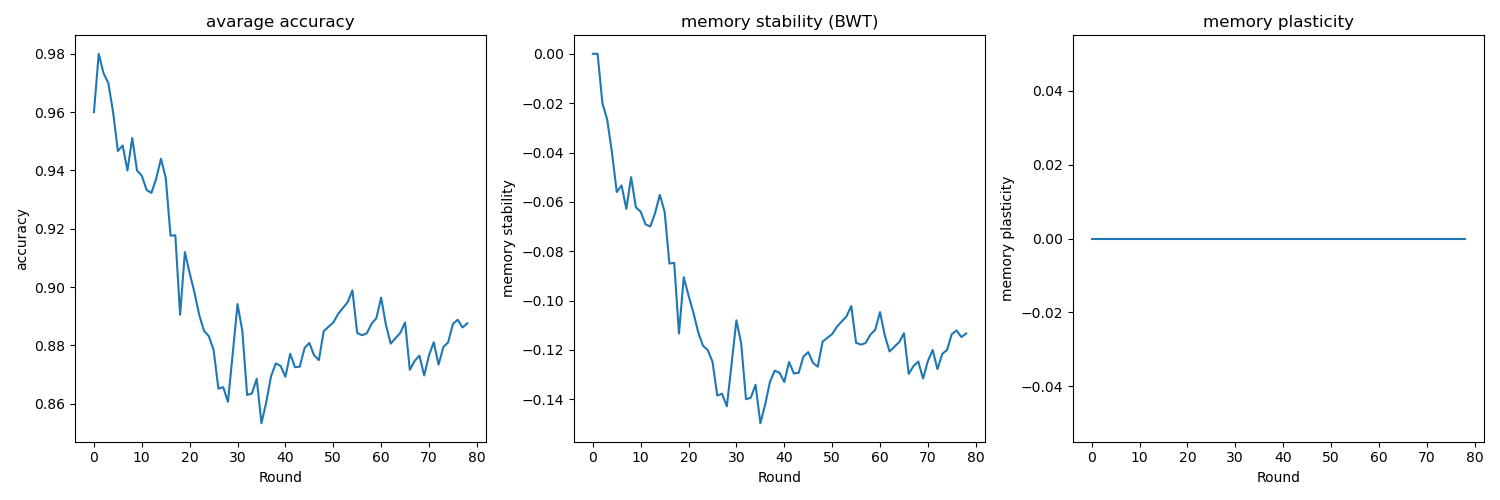 avarage accuracy
accuracy
0.98
0.96
0.94
0.92
0.90
0.88
0.86
0 10 20 30 40 50 60 70 80
Round
memory stability (BWT)
memory stability
0.00
−0.02
−0.04
−0.06
−0.08
−0.10
−0.12
−0.14
0 10 20 30 40 50 60 70 80
Round
memory plasticity
memory plasticity
0.04
0.02
0.00
−0.02
−0.04
0 10 20 30 40 50 60 70 80
Round